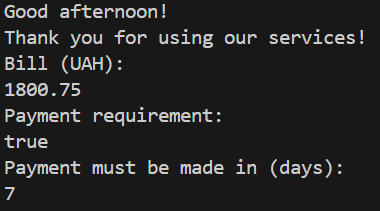 Good afternoon!
Thank you for using our services!
Bill (UAH):
1800.75
Payment requirement:
true
Payment must be made in (days):
7